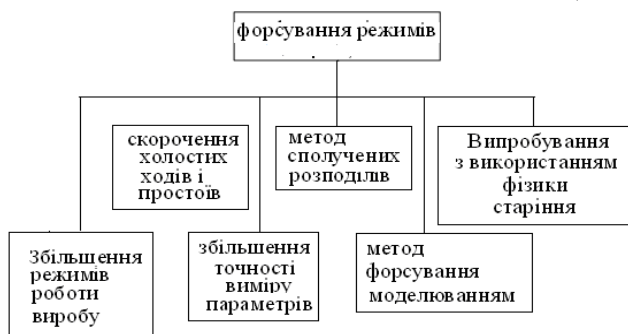 форсування режимів
скорочення
холостих
ходів і
простоїв
метод
сполучених
розподілів
Випробування
з використанням
фізики
старіння
Збільшення
режимів
роботи
виробу
збільшення
точності
виміру
параметрів
метод
форсування
моделюванням